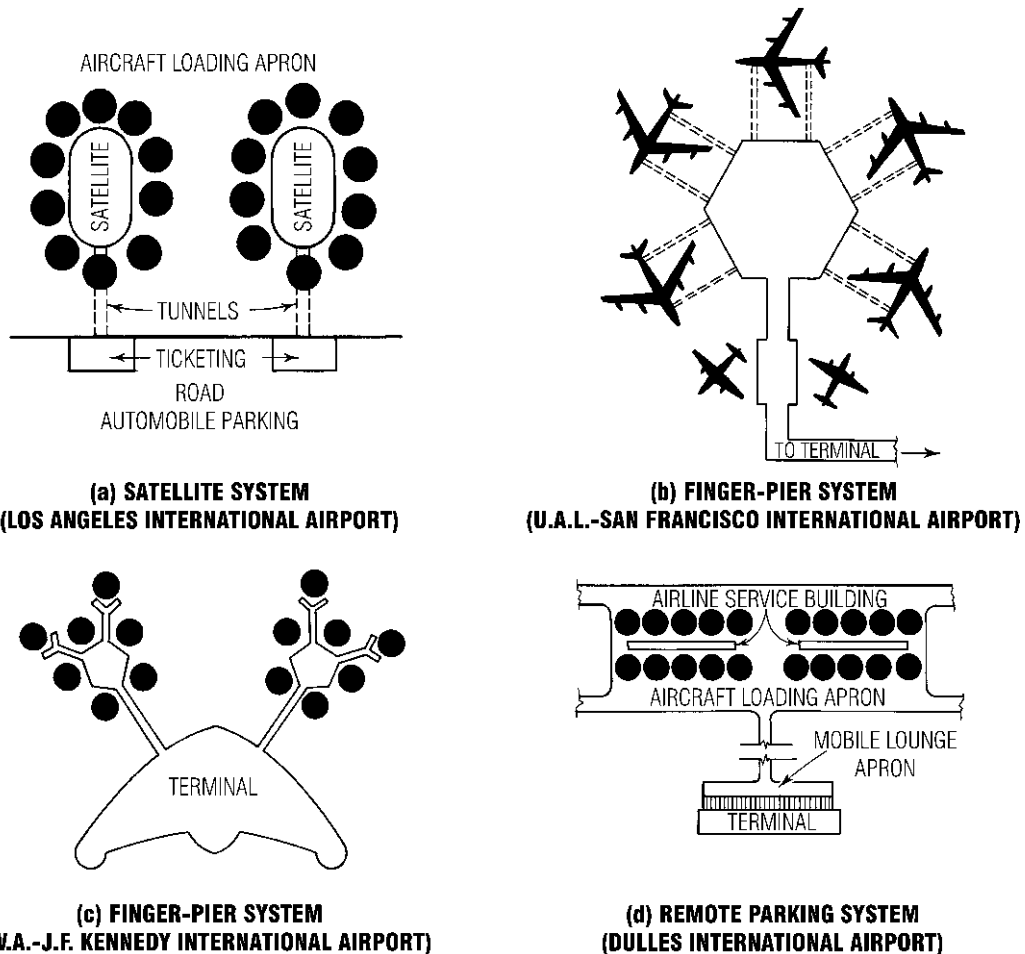 AIRCRAFT LOADING APRON
SATELLITE
SATELLITE
TUNNELS
TICKETING
ROAD
AUTOMOBILE PARKING
(a) SATELLITE SYSTEM
(LOS ANGELES INTERNATIONAL AIRPORT)
TO TERMINAL
(b) FINGER-PIER SYSTEM
(U.A.L.-SAN FRANCISCO INTERNATIONAL AIRPORT)
TERMINAL
(c) FINGER-PIER SYSTEM
W.A.-J.F. KENNEDY INTERNATIONAL AIRPORT)
AIRLINE SERVICE BUILDING
AIRCRAFT LOADING APRON
MOBILE LOUNGE
APRON
TERMINAL
(d) REMOTE PARKING SYSTEM
(DULLES INTERNATIONAL AIRPORT)